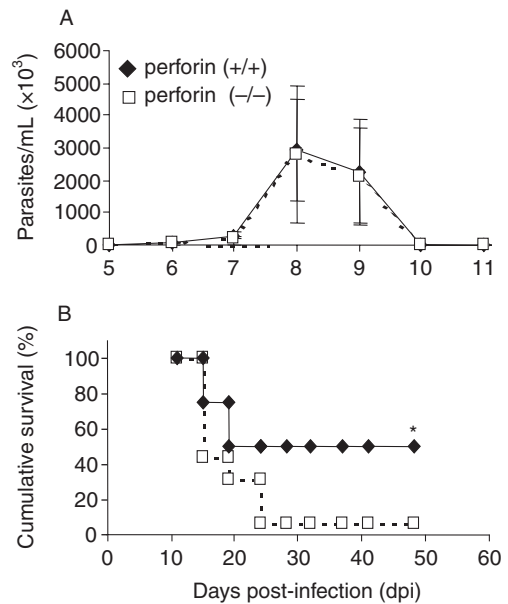 A
Parasites/mL (×10³)
6000
5000
4000
3000
2000
1000
0
perforin (+/+)
perforin (–/–)
5 6 7 8 9 10 11
B
Cumulative survival (%)
100
80
60
40
20
0
*
0 10 20 30 40 50 60
Days post-infection (dpi)